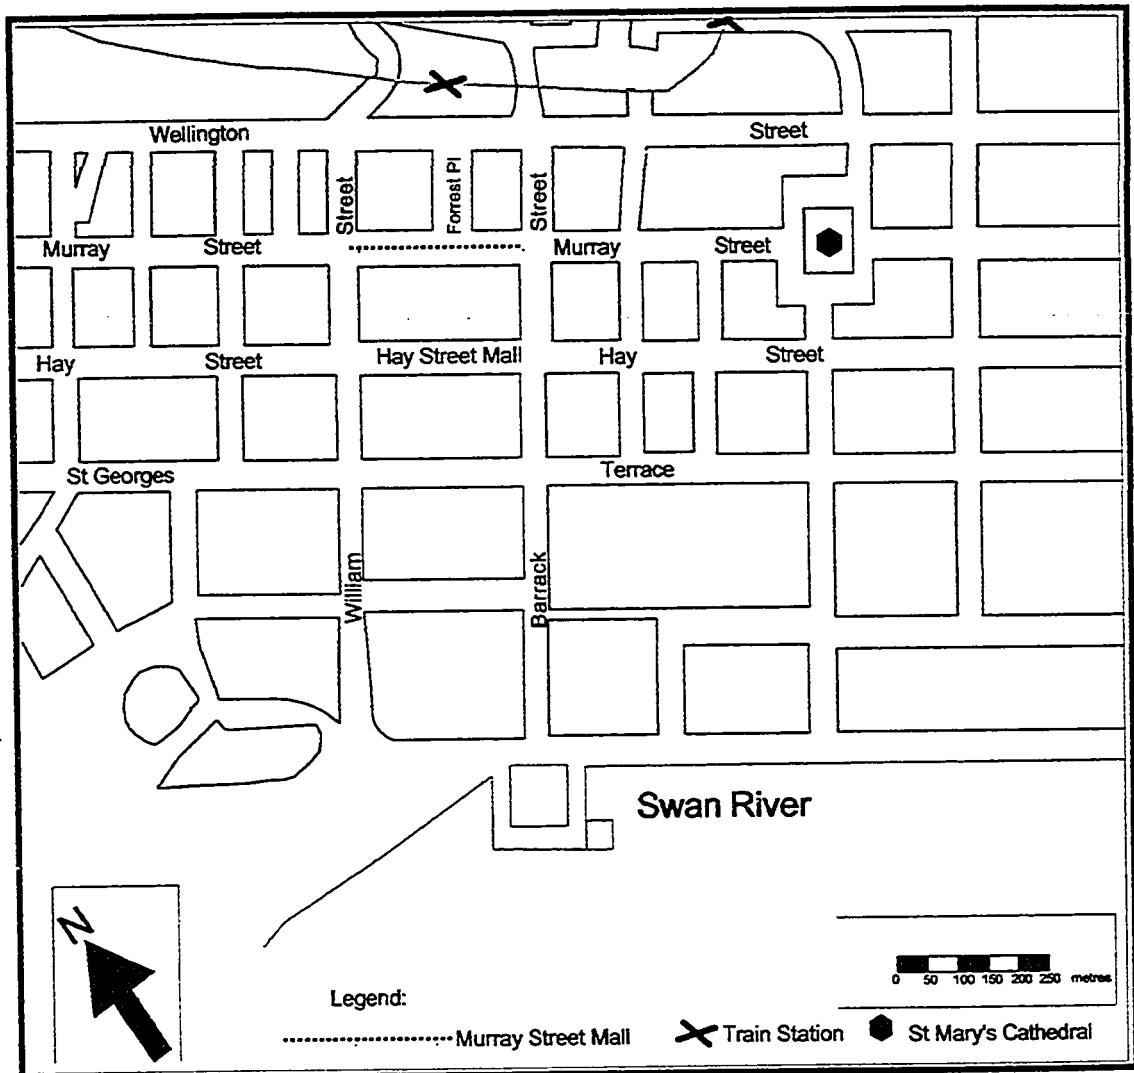 Wellington Street
Street
Forrest Pl
Street
Murray Street Murray Street
Hay Street Hay Street Mall Hay Street
St Georges Terrace
William
Barrack
Swan River
N
0 50 100 150 200 250 metres
Legend:
Murray Street Mall Train Station St Mary's Cathedral